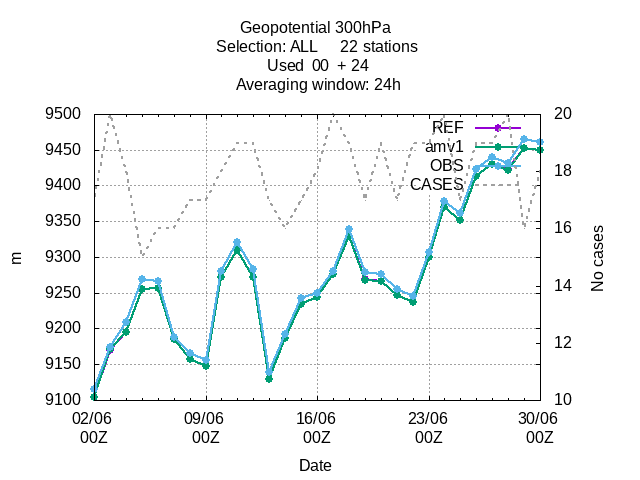 Geopotential 300hPa
Selection: ALL     22 stations
Used  00  + 24
Averaging window: 24h
9500
9450
9400
9350
9300
9250
9200
9150
9100
m
20
18
16
14
12
10
No cases
REF
amv1
OBS
CASES
02/06 09/06 16/06 23/06 30/06
00Z 00Z 00Z 00Z 00Z
Date